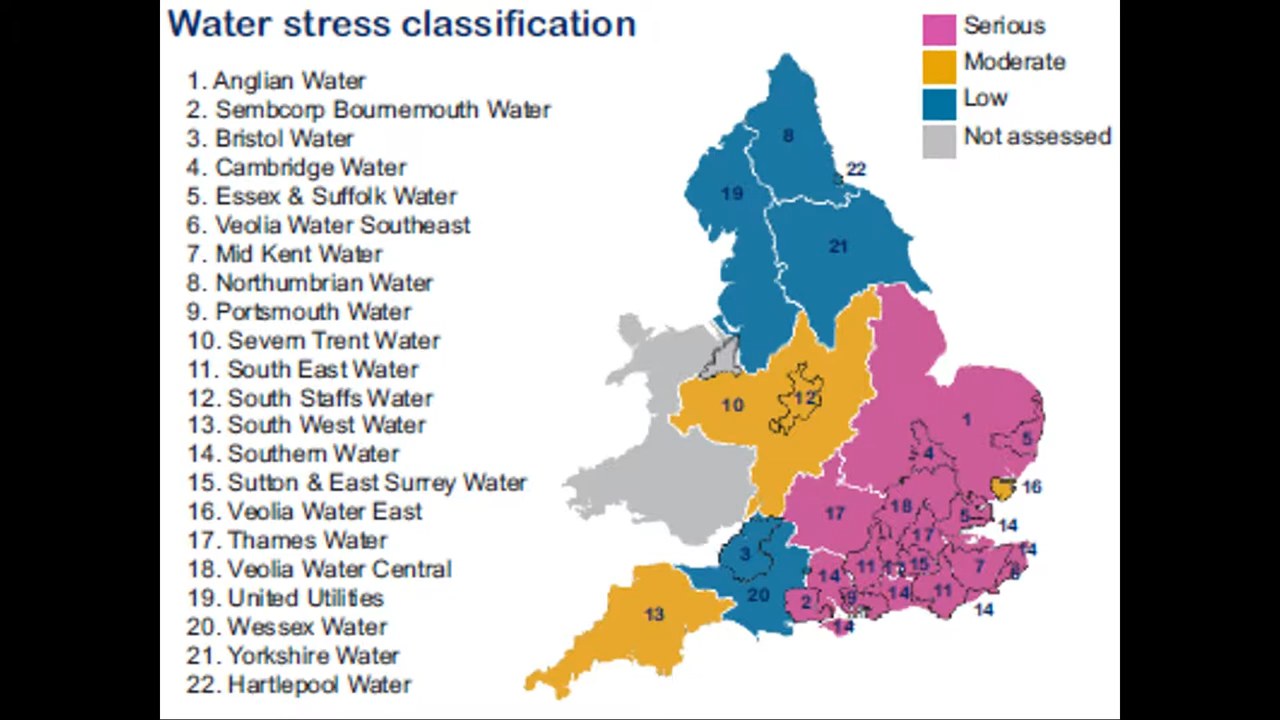 Water stress classification
Serious
Moderate
Low
Not assessed
1. Anglian Water
2. Sembcorp Bournemouth Water
3. Bristol Water
4. Cambridge Water
5. Essex & Suffolk Water
6. Veolia Water Southeast
7. Mid Kent Water
8. Northumbrian Water
9. Portsmouth Water
10. Severn Trent Water
11. South East Water
12. South Staffs Water
13. South West Water
14. Southern Water
15. Sutton & East Surrey Water
16. Veolia Water East
17. Thames Water
18. Veolia Water Central
19. United Utilities
20. Wessex Water
21. Yorkshire Water
22. Hartlepool Water
8
22
19
21
10
12
1
5
4
16
17
18
5
14
17
14
3
14
11
15
7
20
2
9
14
11
14
13
14